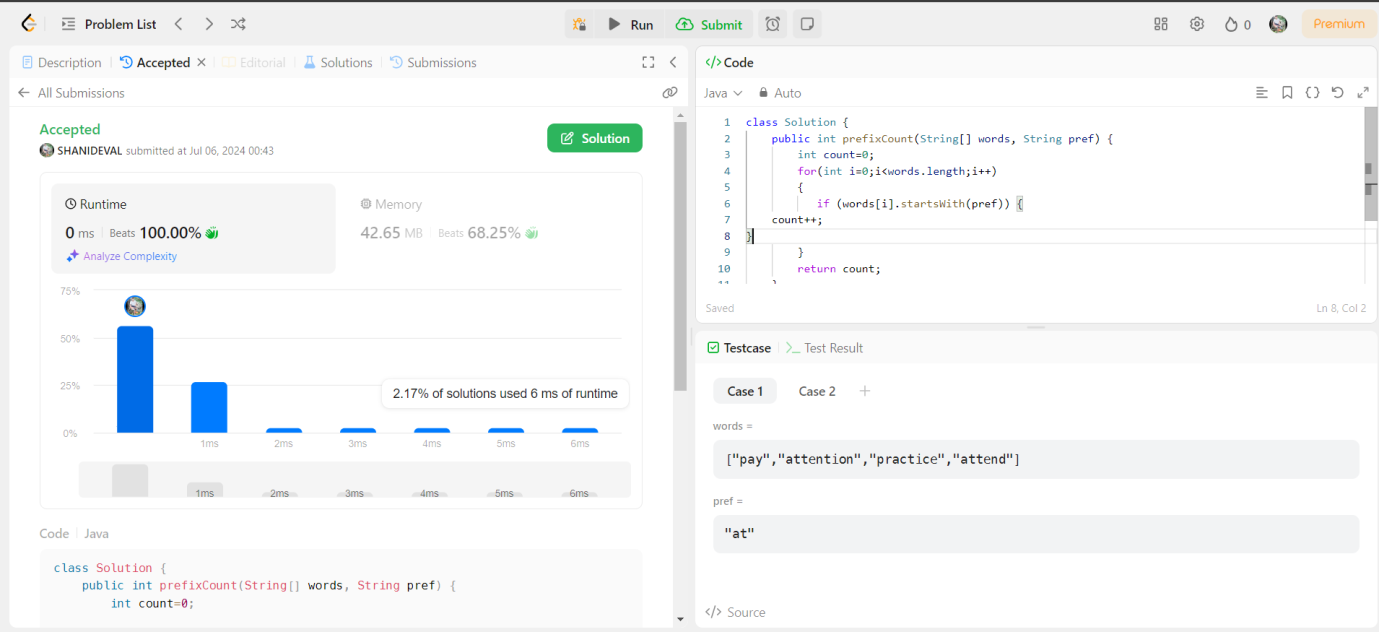 Problem List
Run
Submit
0
Premium
Description
Accepted
Editorial
Solutions
Submissions
All Submissions
Accepted
SHANIDEVAL submitted at Jul 06, 2024 00:43
Solution
Runtime
0 ms Beats 100.00%
Analyze Complexity
Memory
42.65 MB Beats 68.25%
75%
50%
25%
0%
2.17% of solutions used 6 ms of runtime
1ms 2ms 3ms 4ms 5ms 6ms
1ms 2ms 3ms 4ms 5ms 6ms
Code Java
class Solution {
public int prefixCount(String[] words, String pref) {
int count=0;
</> Code
Java Auto
1 class Solution {
2 public int prefixCount(String[] words, String pref) {
3 int count=0;
4 for(int i=0;i<words.length;i++)
5 {
6 if (words[i].startsWith(pref)) {
7 count++;
8 }
9 }
10 return count;
11 }
Saved
Ln 8, Col 2
Testcase
Test Result
Case 1
Case 2
+
words =
["pay","attention","practice","attend"]
pref =
"at"
</> Source